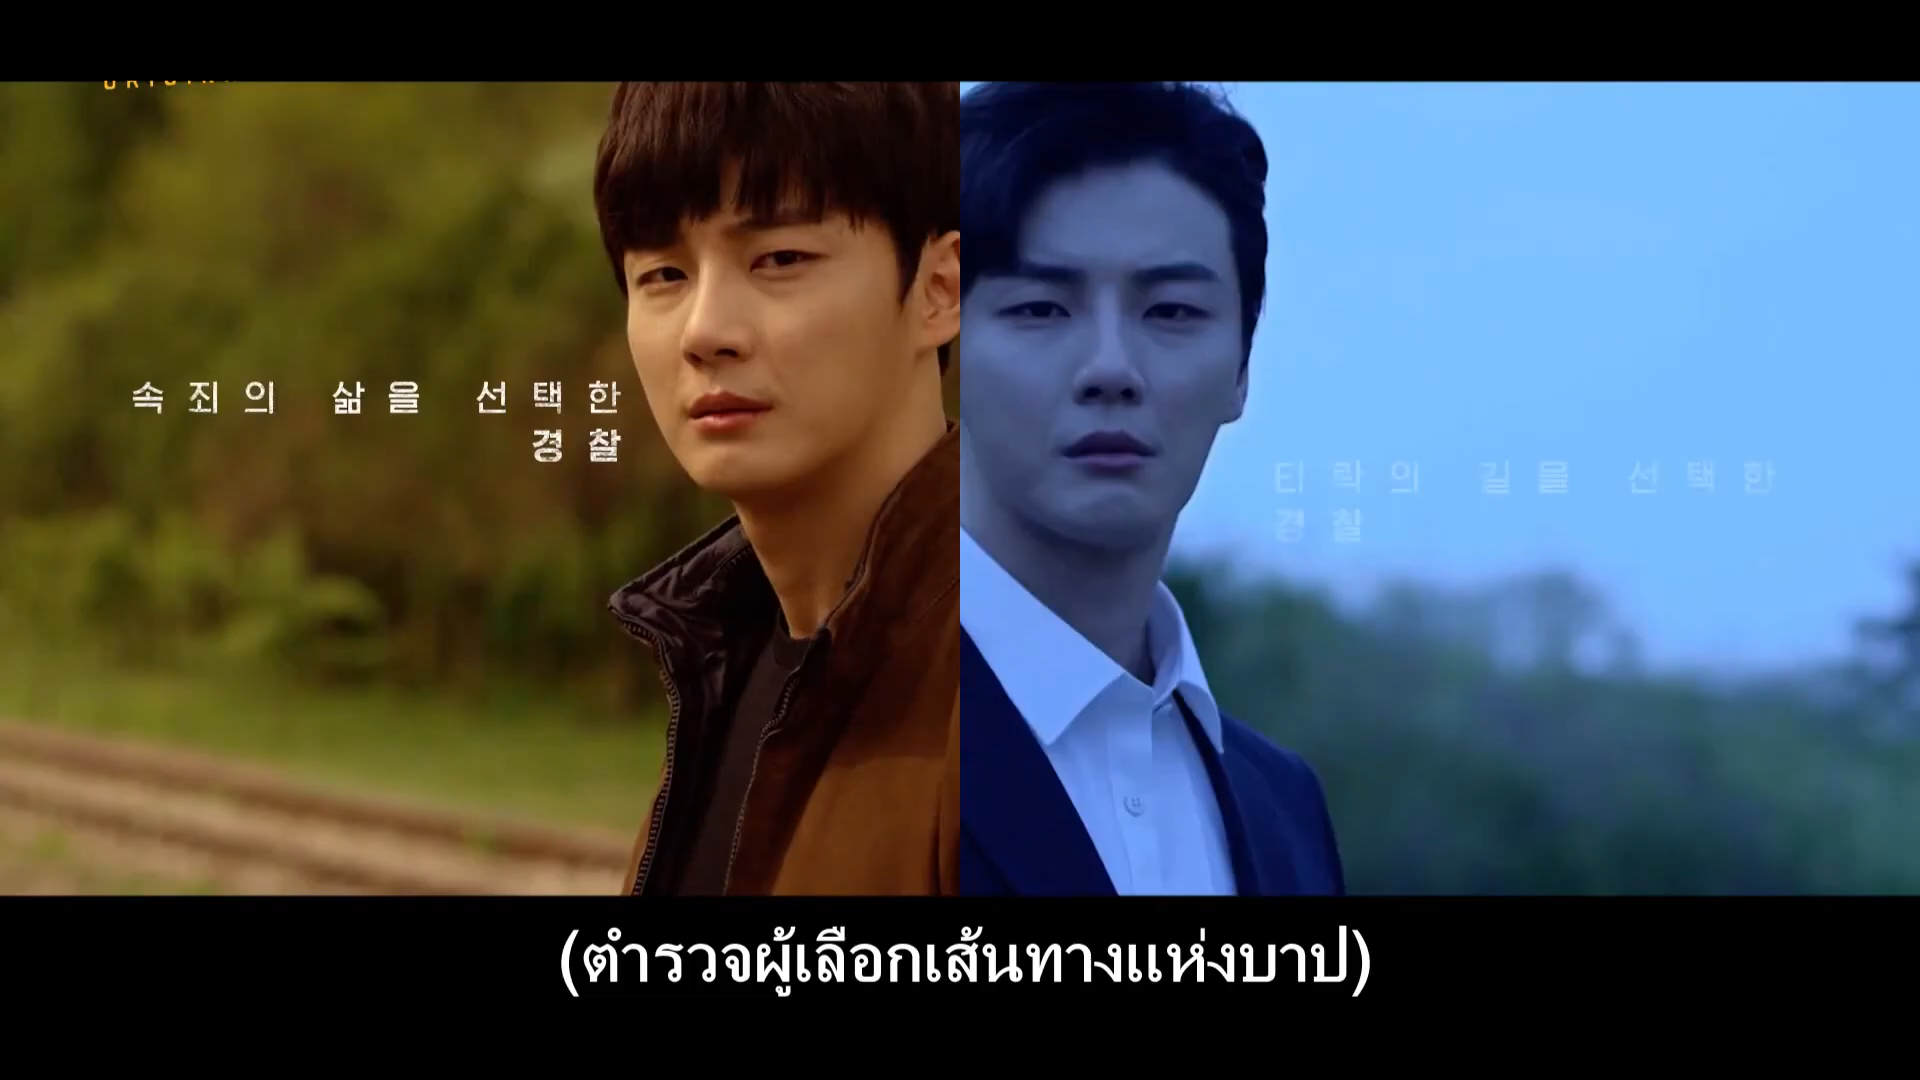 속죄의 삶을 선택한
경찰
타락의 길을 선택한
경찰
(ตำรวจผู้เลือกเส้นทางแห่งบาป)